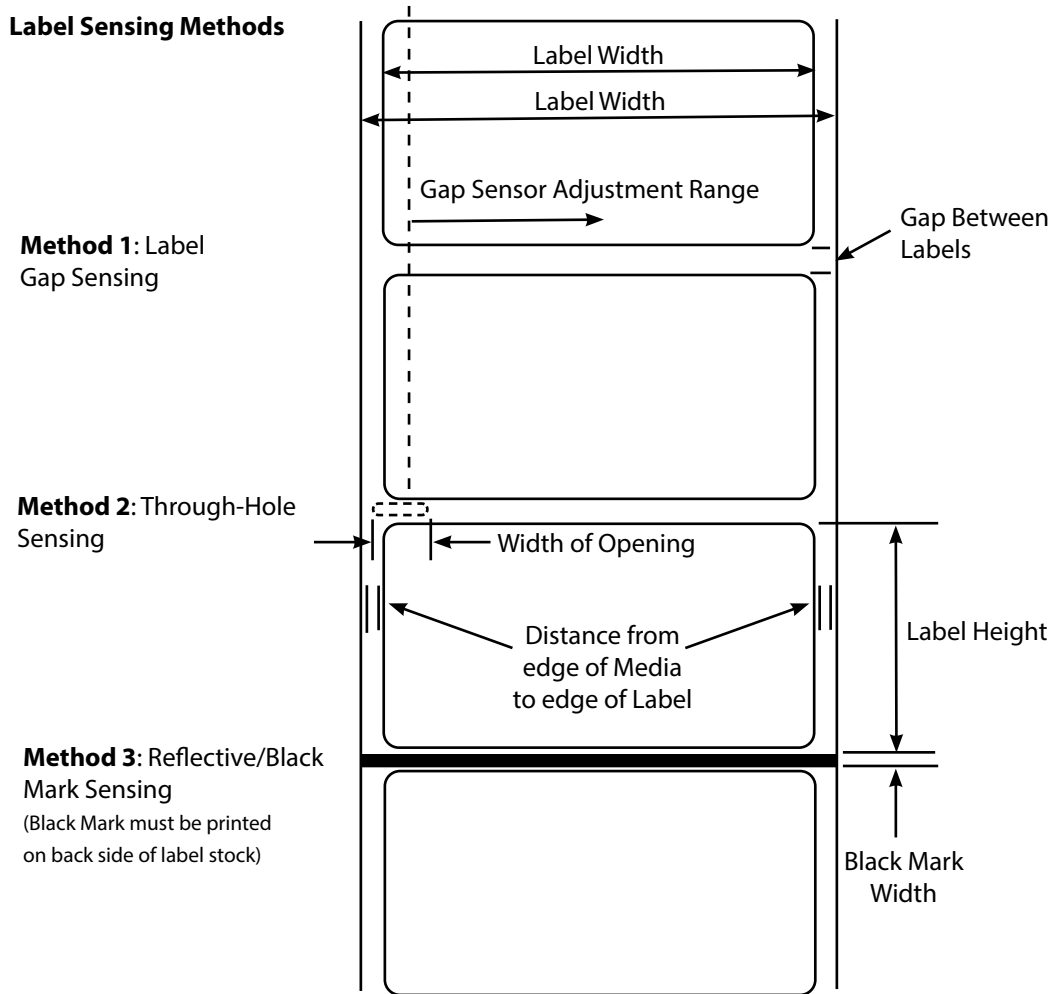 Label Sensing Methods
Label Width
Label Width
Gap Sensor Adjustment Range
Gap Between
Labels
Method 1: Label
Gap Sensing
Method 2: Through-Hole
Sensing
Width of Opening
Distance from
edge of Media
to edge of Label
Label Height
Method 3: Reflective/Black
Mark Sensing
(Black Mark must be printed
on back side of label stock)
Black Mark
Width